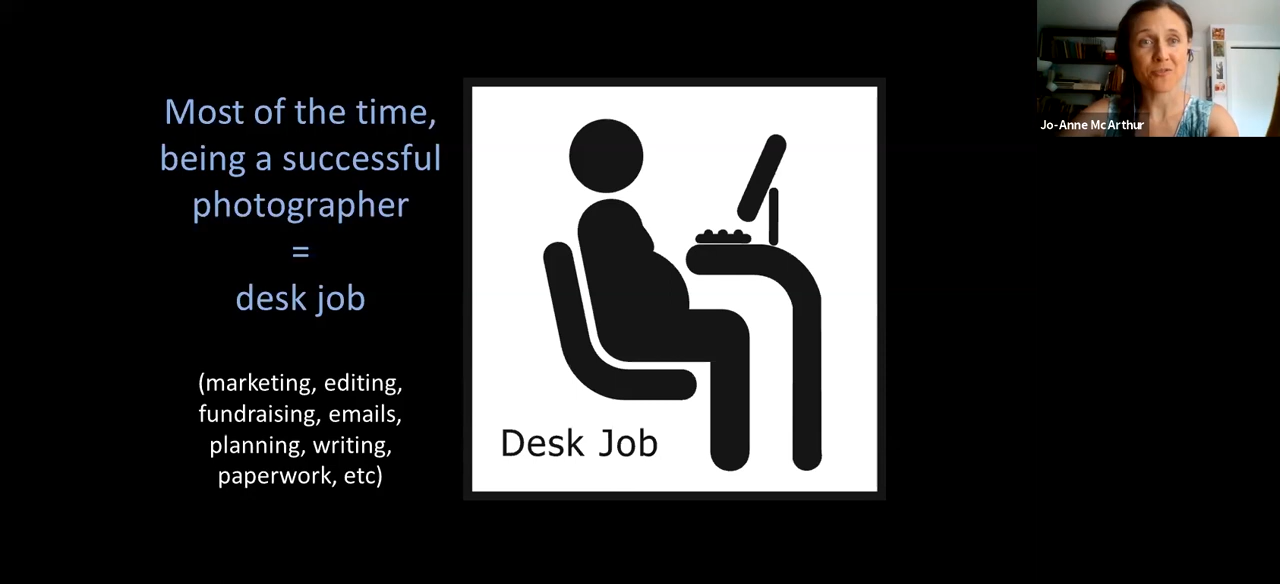 Most of the time,
being a successful
photographer
=
desk job
(marketing, editing,
fundraising, emails,
planning, writing,
paperwork, etc)
Desk Job
Jo-Anne McArthur